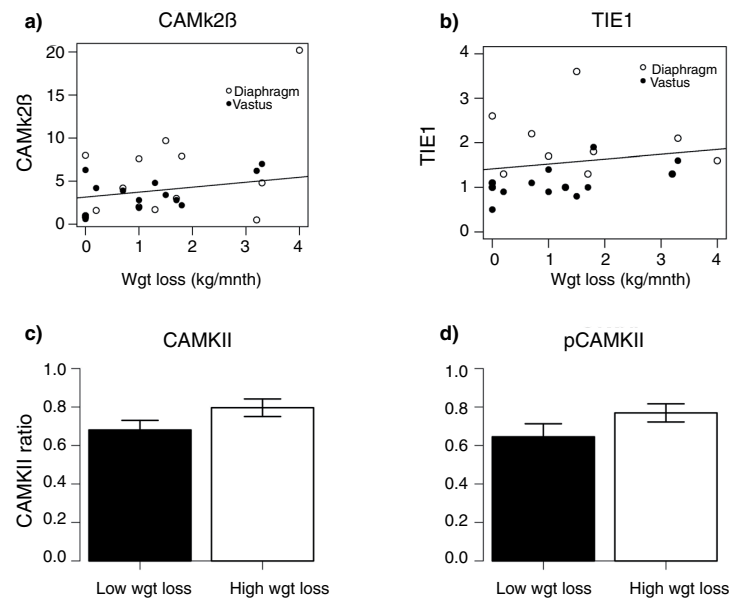 a) CAMk2ß
CAMk2ß
20
15
10
5
0
Diaphragm
Vastus
0 1 2 3 4
Wgt loss (kg/mnth)
b) TIE1
TIE1
4
3
2
1
0
Diaphragm
Vastus
0 1 2 3 4
Wgt loss (kg/mnth)
c) CAMKII
CAMKII ratio
1.0
0.8
0.6
0.4
0.2
0.0
Low wgt loss High wgt loss
d) pCAMKII
1.0
0.8
0.6
0.4
0.2
0.0
Low wgt loss High wgt loss